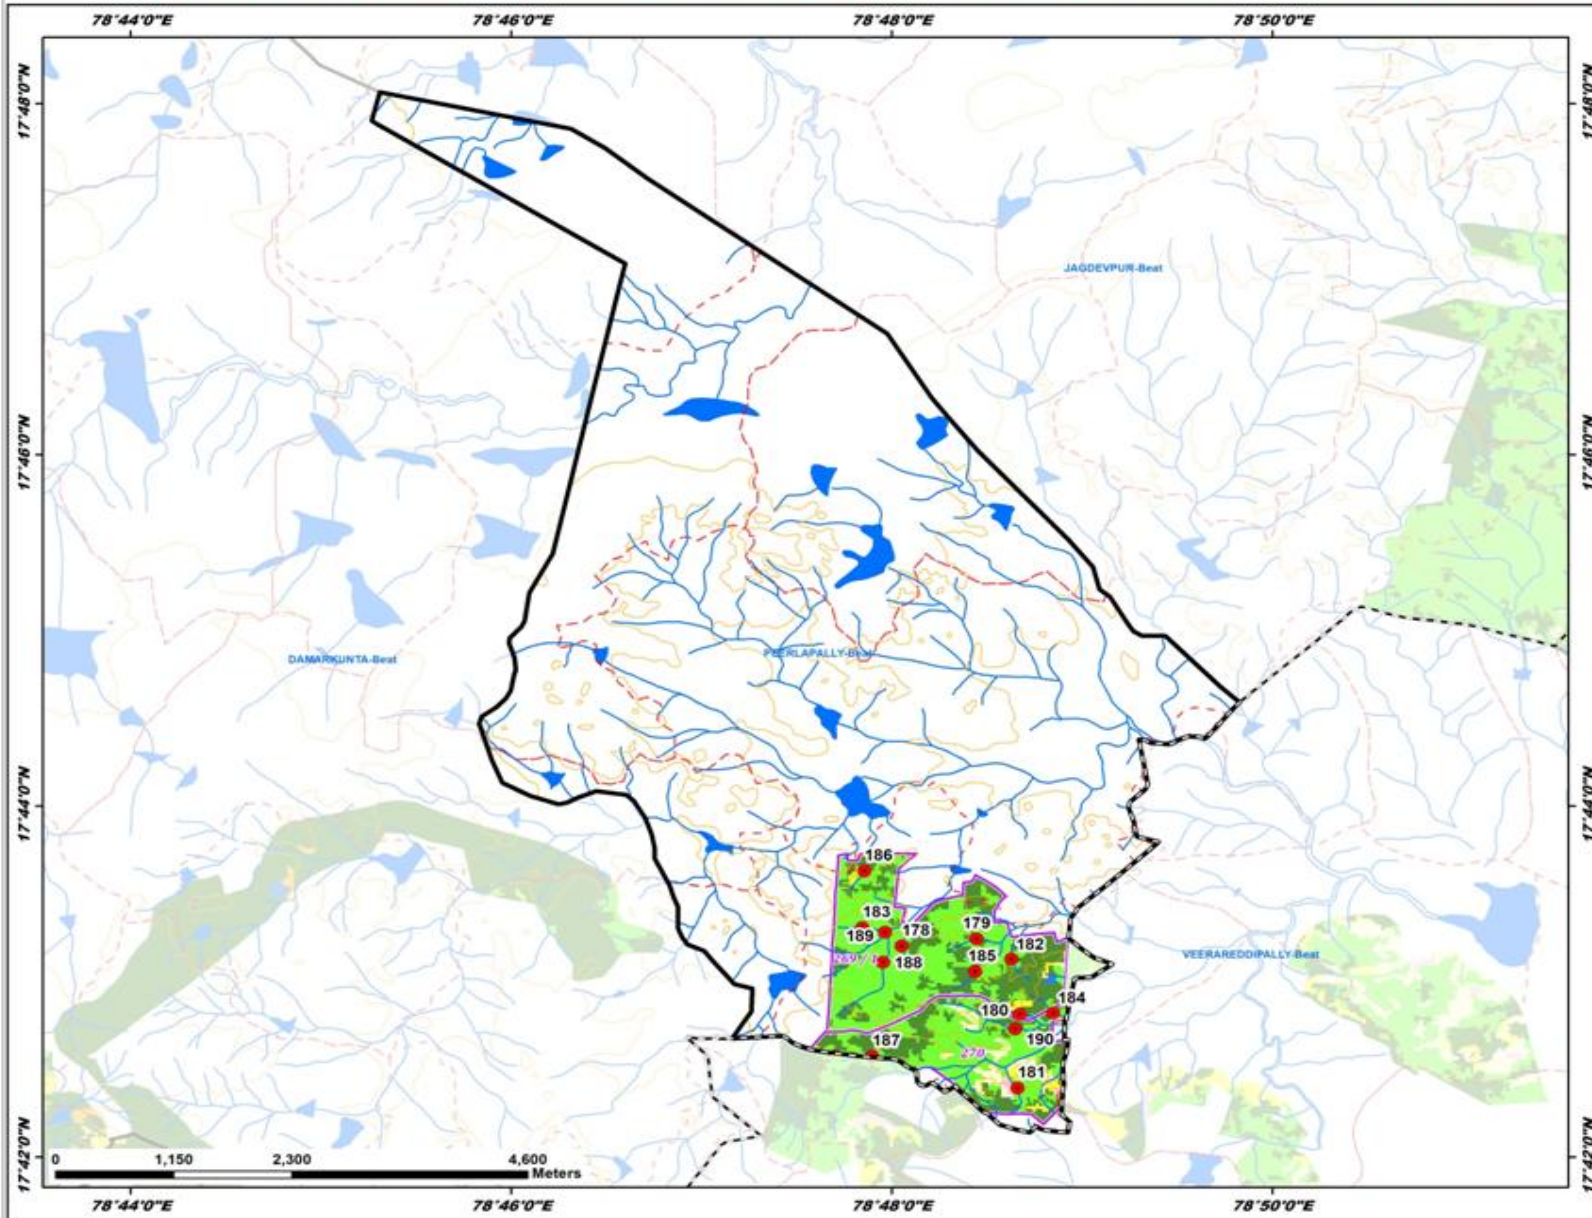 78°44'0"E 78°46'0"E 78°48'0"E 78°50'0"E
17°48'0"N
17°48'0"N
JAGDEVPUR-Beat
17°46'0"N
17°46'0"N
DAMARKUNTA-Beat
PEERLAPALLY-Beat
17°44'0"N
17°44'0"N
186
183
179
178
189
182
VEERAREDDIPALLY-Beat
269 / 1
188
185
184
180
190
187
270
181
17°42'0"N
17°42'0"N
0 1,150 2,300 4,600
Meters
78°44'0"E 78°46'0"E 78°48'0"E 78°50'0"E